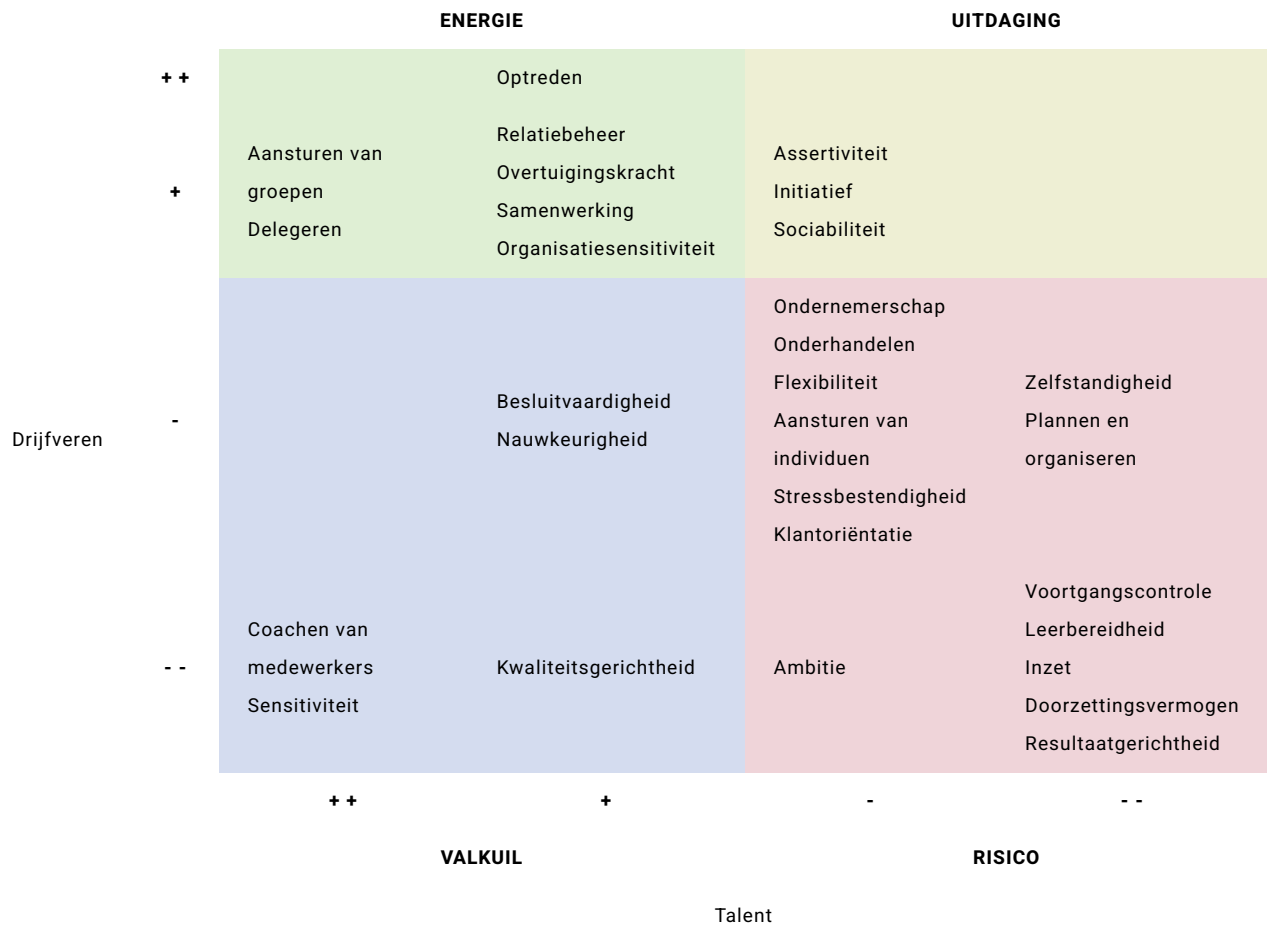 ENERGIE
UITDAGING
++
Optreden
+
Aansturen van
groepen
Delegeren
Relatiebeheer
Overtuigingskracht
Samenwerking
Organisatiesensitiviteit
Assertiviteit
Initiatief
Sociabiliteit
Drijfveren
-
Besluitvaardigheid
Nauwkeurigheid
Ondernemerschap
Onderhandelen
Flexibiliteit
Aansturen van
individuen
Stressbestendigheid
Klantoriëntatie
Zelfstandigheid
Plannen en
organiseren
--
Coachen van
medewerkers
Sensitiviteit
Kwaliteitsgerichtheid
Ambitie
Voortgangscontrole
Leerbereidheid
Inzet
Doorzettingsvermogen
Resultaatgerichtheid
++
+
-
--
VALKUIL
RISICO
Talent